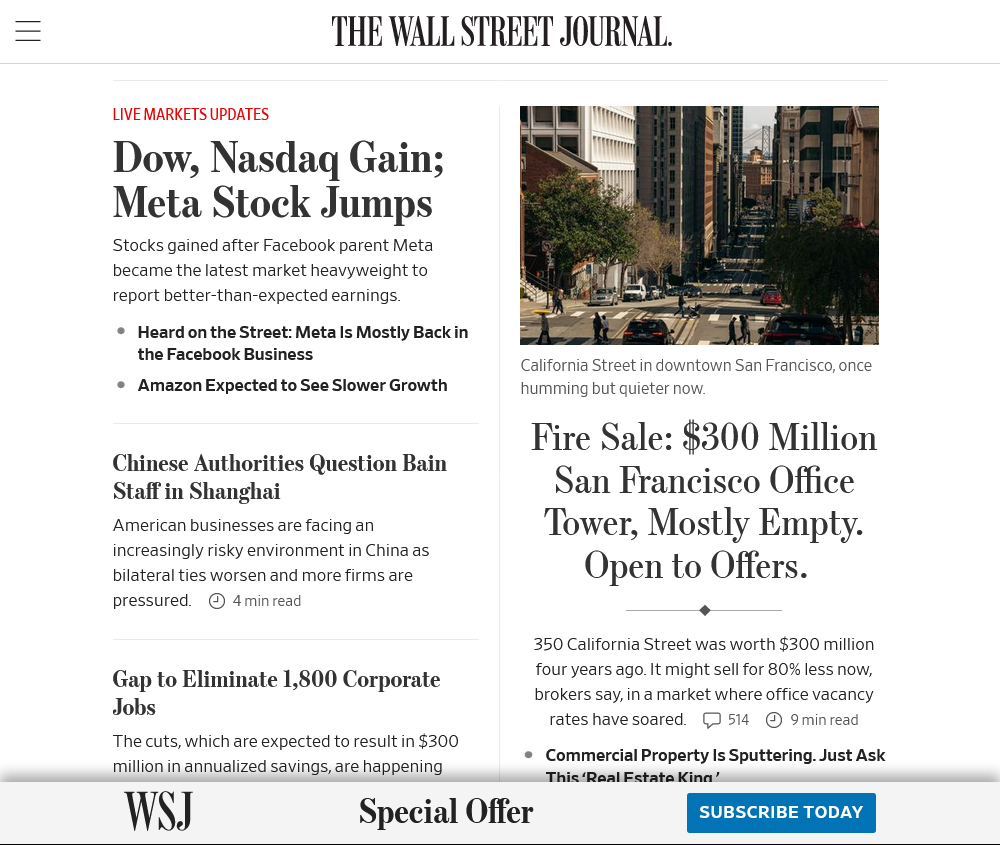 THE WALL STREET JOURNAL.
LIVE MARKETS UPDATES
Dow, Nasdaq Gain;
Meta Stock Jumps
Stocks gained after Facebook parent Meta
became the latest market heavyweight to
report better-than-expected earnings.
Heard on the Street: Meta Is Mostly Back in
the Facebook Business
Amazon Expected to See Slower Growth
Chinese Authorities Question Bain
Staff in Shanghai
American businesses are facing an
increasingly risky environment in China as
bilateral ties worsen and more firms are
pressured. 4 min read
Gap to Eliminate 1,800 Corporate
Jobs
The cuts, which are expected to result in $300
million in annualized savings, are happening
California Street in downtown San Francisco, once
humming but quieter now.
Fire Sale: $300 Million
San Francisco Office
Tower, Mostly Empty.
Open to Offers.
350 California Street was worth $300 million
four years ago. It might sell for 80% less now,
brokers say, in a market where office vacancy
rates have soared. 514 9 min read
Commercial Property Is Sputtering. Just Ask
This ‘Real Estate King.’
WSJ
Special Offer
SUBSCRIBE TODAY